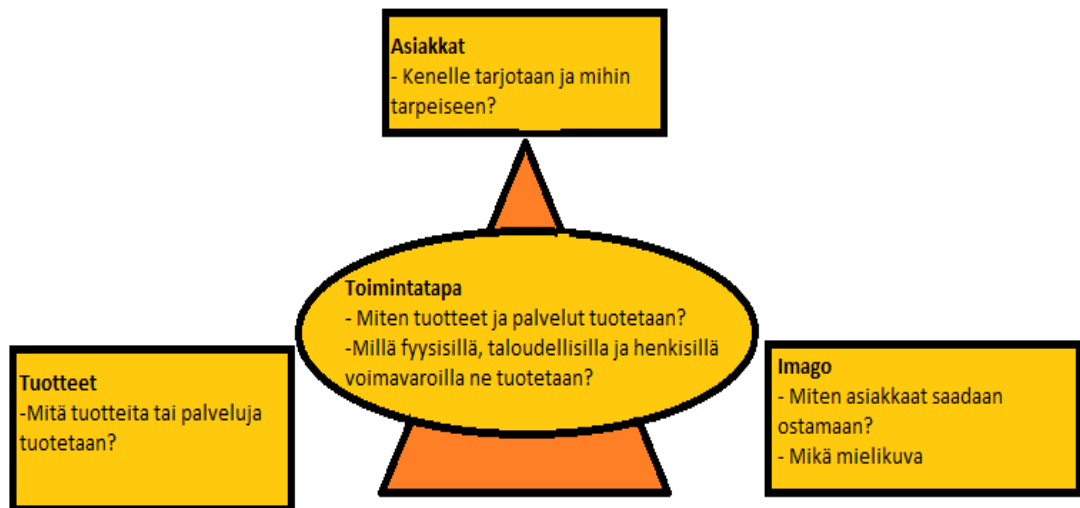 Asiakkat
- Kenelle tarjotaan ja mihin
tarpeiseen?
Toimintatapa
- Miten tuotteet ja palvelut tuotetaan?
-Millä fyysisillä, taloudellisilla ja henkisillä
voimavaroilla ne tuotetaan?
Tuotteet
-Mitä tuotteita tai palveluja
tuotetaan?
Imago
- Miten asiakkaat saadaan
ostamaan?
- Mikä mielikuva